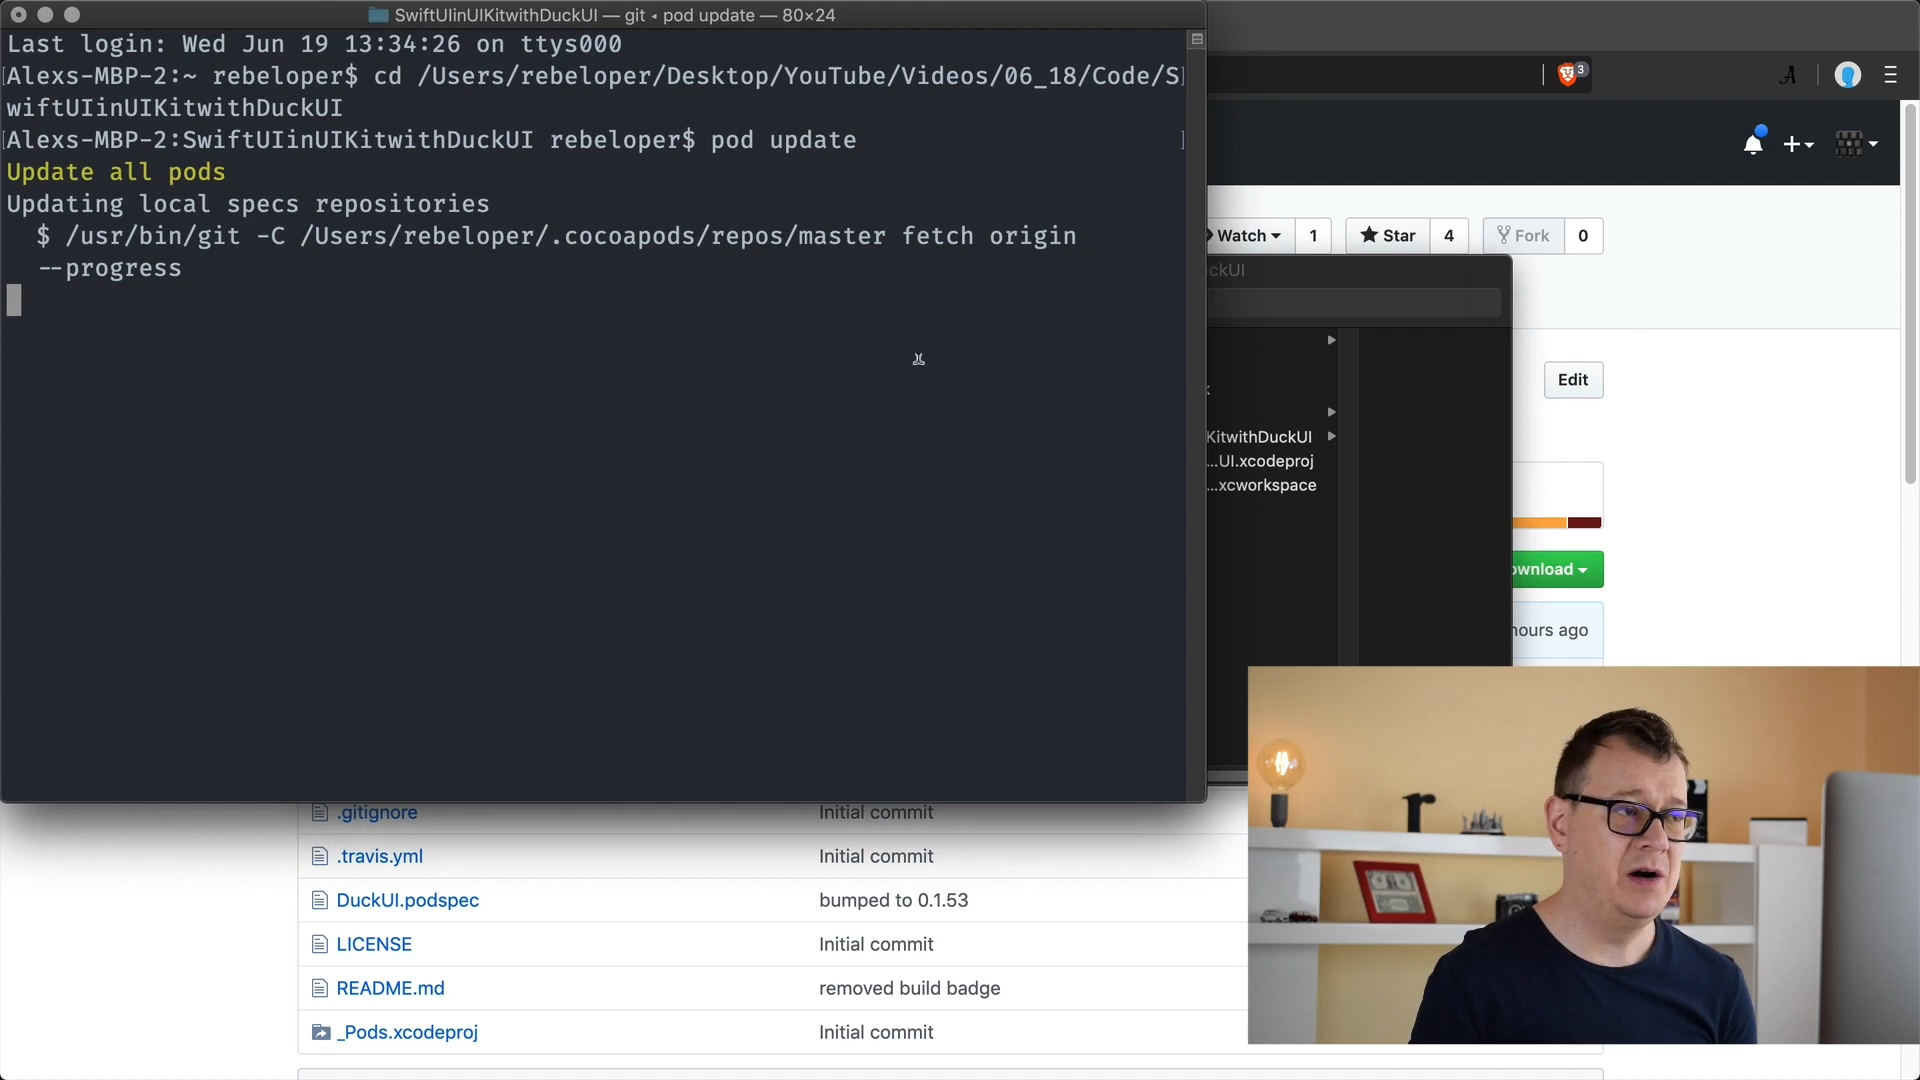 SwiftUIinUIKitwithDuckUI — git ◂ pod update — 80×24
Last login: Wed Jun 19 13:34:26 on ttys000
[Alexs-MBP-2:~ rebeloper$ cd /Users/rebeloper/Desktop/YouTube/Videos/06_18/Code/S]
wiftUIinUIKitwithDuckUI
[Alexs-MBP-2:SwiftUIinUIKitwithDuckUI rebeloper$ pod update ]
Update all pods
Updating local specs repositories
$ /usr/bin/git -C /Users/rebeloper/.cocoapods/repos/master fetch origin
--progress
3
Watch 1 Star 4 Fork 0
ckUI
Edit
KitwithDuckUI
...UI.xcodeproj
...xcworkspace
ownload
hours ago
.gitignore Initial commit
.travis.yml Initial commit
DuckUI.podspec bumped to 0.1.53
LICENSE Initial commit
README.md removed build badge
_Pods.xcodeproj Initial commit